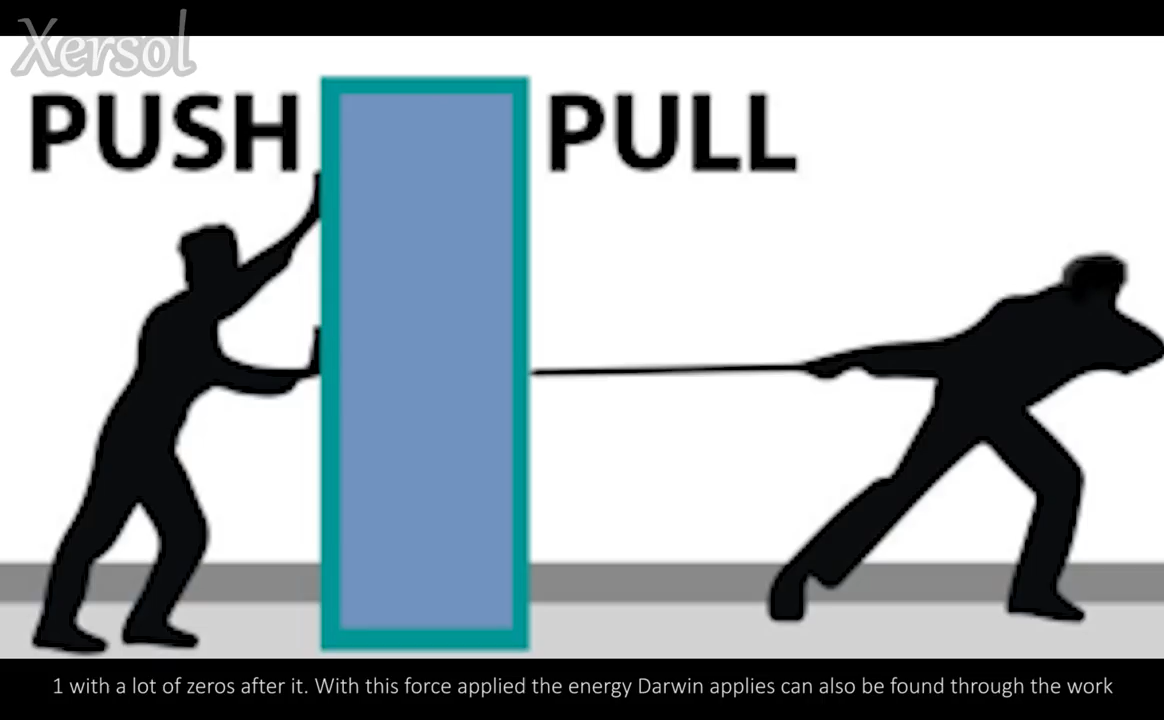 Xersol
PUSH PULL
1 with a lot of zeros after it. With this force applied the energy Darwin applies can also be found through the work